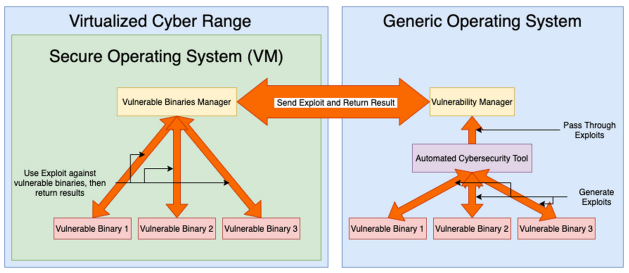 Virtualized Cyber Range
Secure Operating System (VM)
Vulnerable Binaries Manager
Use Exploit against
vulnerable binaries, then
return results
Vulnerable Binary 1
Vulnerable Binary 2
Vulnerable Binary 3
Send Exploit and Return Result
Generic Operating System
Vulnerability Manager
Pass Through
Exploits
Automated Cybersecurity Tool
Generate
Exploits
Vulnerable Binary 1
Vulnerable Binary 2
Vulnerable Binary 3